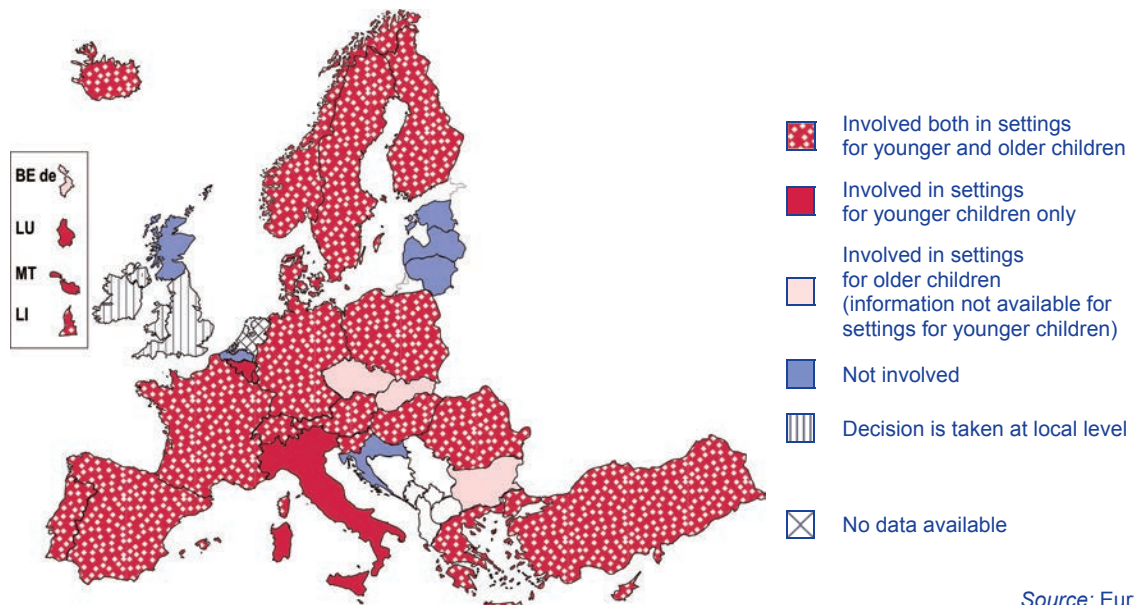 BE de
LU
MT
LI
Involved both in settings
for younger and older children
Involved in settings
for younger children only
Involved in settings
for older children
(information not available for
settings for younger children)
Not involved
Decision is taken at local level
No data available
Source: Eur